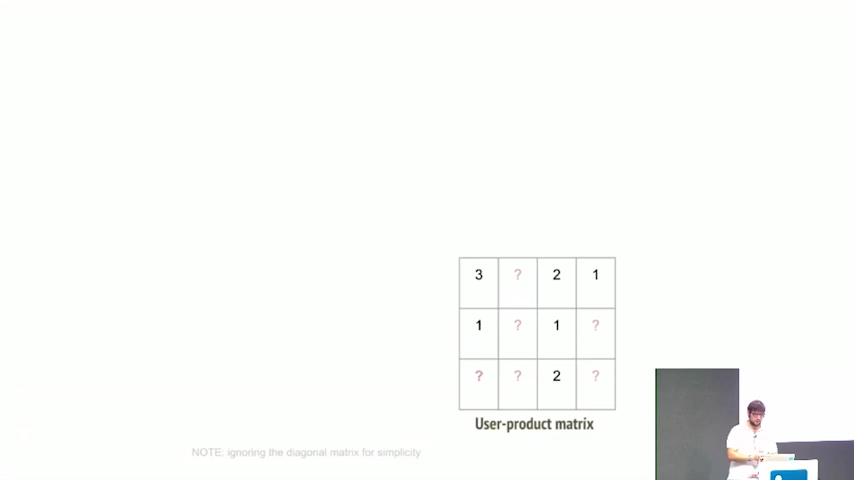 3 ? 2 1
1 ? 1 ?
? ? 2 ?
User-product matrix
NOTE: ignoring the diagonal matrix for simplicity